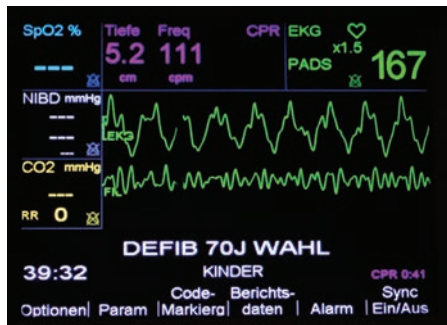 SpO2 % Tiefe Freq CPR EKG
x1.5
5.2 111 PADS 167
--- cm cpm
NIBD mmHg
---
---
--
EKG
CO2 mmHg
---
FIL
RR 0
DEFIB 70J WAHL
39:32 KINDER CPR 0:41
Code- Berichts- Sync
Optionen| Param |Markierg| daten | Alarm |Ein/Aus